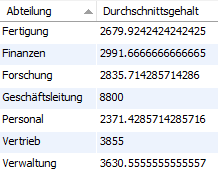 Abteilung Durchschnittsgehalt
Fertigung 2679.9242424242425
Finanzen 2991.6666666666665
Forschung 2835.714285714286
Geschäftsleitung 8800
Personal 2371.4285714285716
Vertrieb 3855
Verwaltung 3630.5555555555557